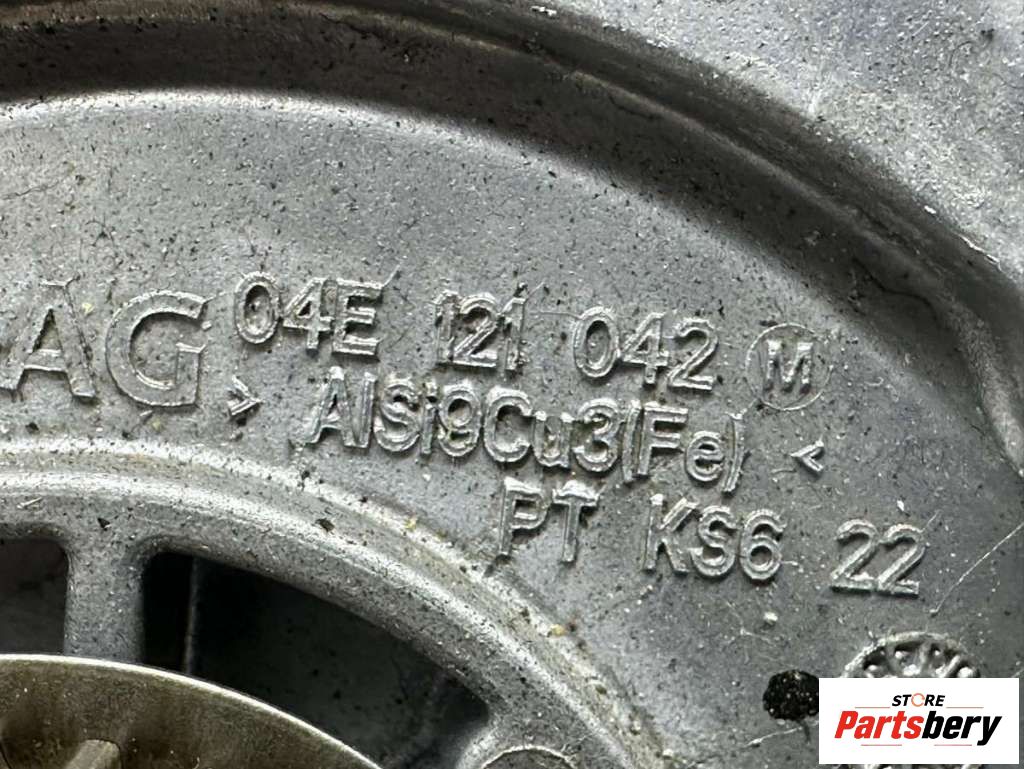 AG 04E 121 042 M
> AlSi9Cu3(Fe) <
PT KS6 22
STORE
Partsbery